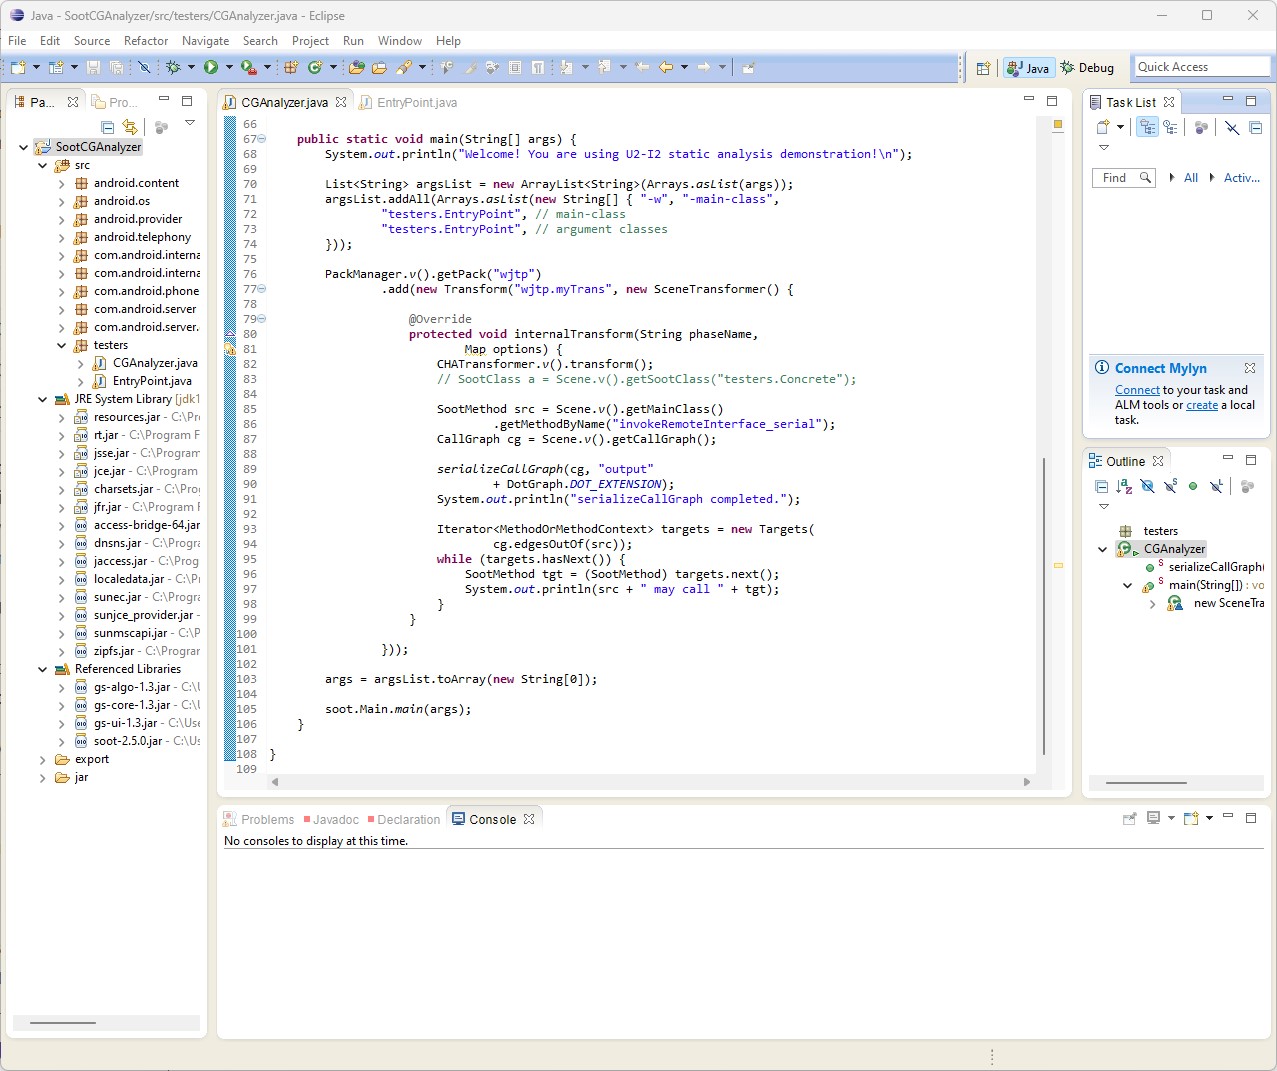 Java - SootCGAnalyzer/src/testers/CGAnalyzer.java - Eclipse
File Edit Source Refactor Navigate Search Project Run Window Help
Java Debug Quick Access
Pa... Pro...
SootCGAnalyzer
src
android.content
android.os
android.provider
android.telephony
com.android.interna
com.android.interna
com.android.phone
com.android.server
com.android.server.
testers
CGAnalyzer.java
EntryPoint.java
JRE System Library [jdk1
resources.jar - C:\Pro
rt.jar - C:\Program F
jsse.jar - C:\Program
jce.jar - C:\Program
charsets.jar - C:\Pro
jfr.jar - C:\Program F
access-bridge-64.jar
dnsns.jar - C:\Progra
jaccess.jar - C:\Prog
localedata.jar - C:\P
sunec.jar - C:\Progra
sunjce_provider.jar -
sunmscapi.jar - C:\P
zipfs.jar - C:\Prograr
Referenced Libraries
gs-algo-1.3.jar - C:\U
gs-core-1.3.jar - C:\U
gs-ui-1.3.jar - C:\Use
soot-2.5.0.jar - C:\Us
export
jar
CGAnalyzer.java EntryPoint.java
66
67 public static void main(String[] args) {
68 System.out.println("Welcome! You are using U2-I2 static analysis demonstration!\n");
69
70 List<String> argsList = new ArrayList<String>(Arrays.asList(args));
71 argsList.addAll(Arrays.asList(new String[] { "-w", "-main-class",
72 "testers.EntryPoint", // main-class
73 "testers.EntryPoint", // argument classes
74 }));
75
76 PackManager.v().getPack("wjtp")
77 .add(new Transform("wjtp.myTrans", new SceneTransformer() {
78
79 @Override
80 protected void internalTransform(String phaseName,
81 Map options) {
82 CHATransformer.v().transform();
83 // SootClass a = Scene.v().getSootClass("testers.Concrete");
84
85 SootMethod src = Scene.v().getMainClass()
86 .getMethodByName("invokeRemoteInterface_serial");
87 CallGraph cg = Scene.v().getCallGraph();
88
89 serializeCallGraph(cg, "output"
90 + DotGraph.DOT_EXTENSION);
91 System.out.println("serializeCallGraph completed.");
92
93 Iterator<MethodOrMethodContext> targets = new Targets(
94 cg.edgesOutOf(src));
95 while (targets.hasNext()) {
96 SootMethod tgt = (SootMethod) targets.next();
97 System.out.println(src + " may call " + tgt);
98 }
99 }
100
101 }));
102
103 args = argsList.toArray(new String[0]);
104
105 soot.Main.main(args);
106 }
107
108 }
109
Problems Javadoc Declaration Console
No consoles to display at this time.
Task List
Find All Activ...
Connect Mylyn
Connect to your task and
ALM tools or create a local
task.
Outline
testers
CGAnalyzer
serializeCallGraph(
main(String[]) : vo
new SceneTra